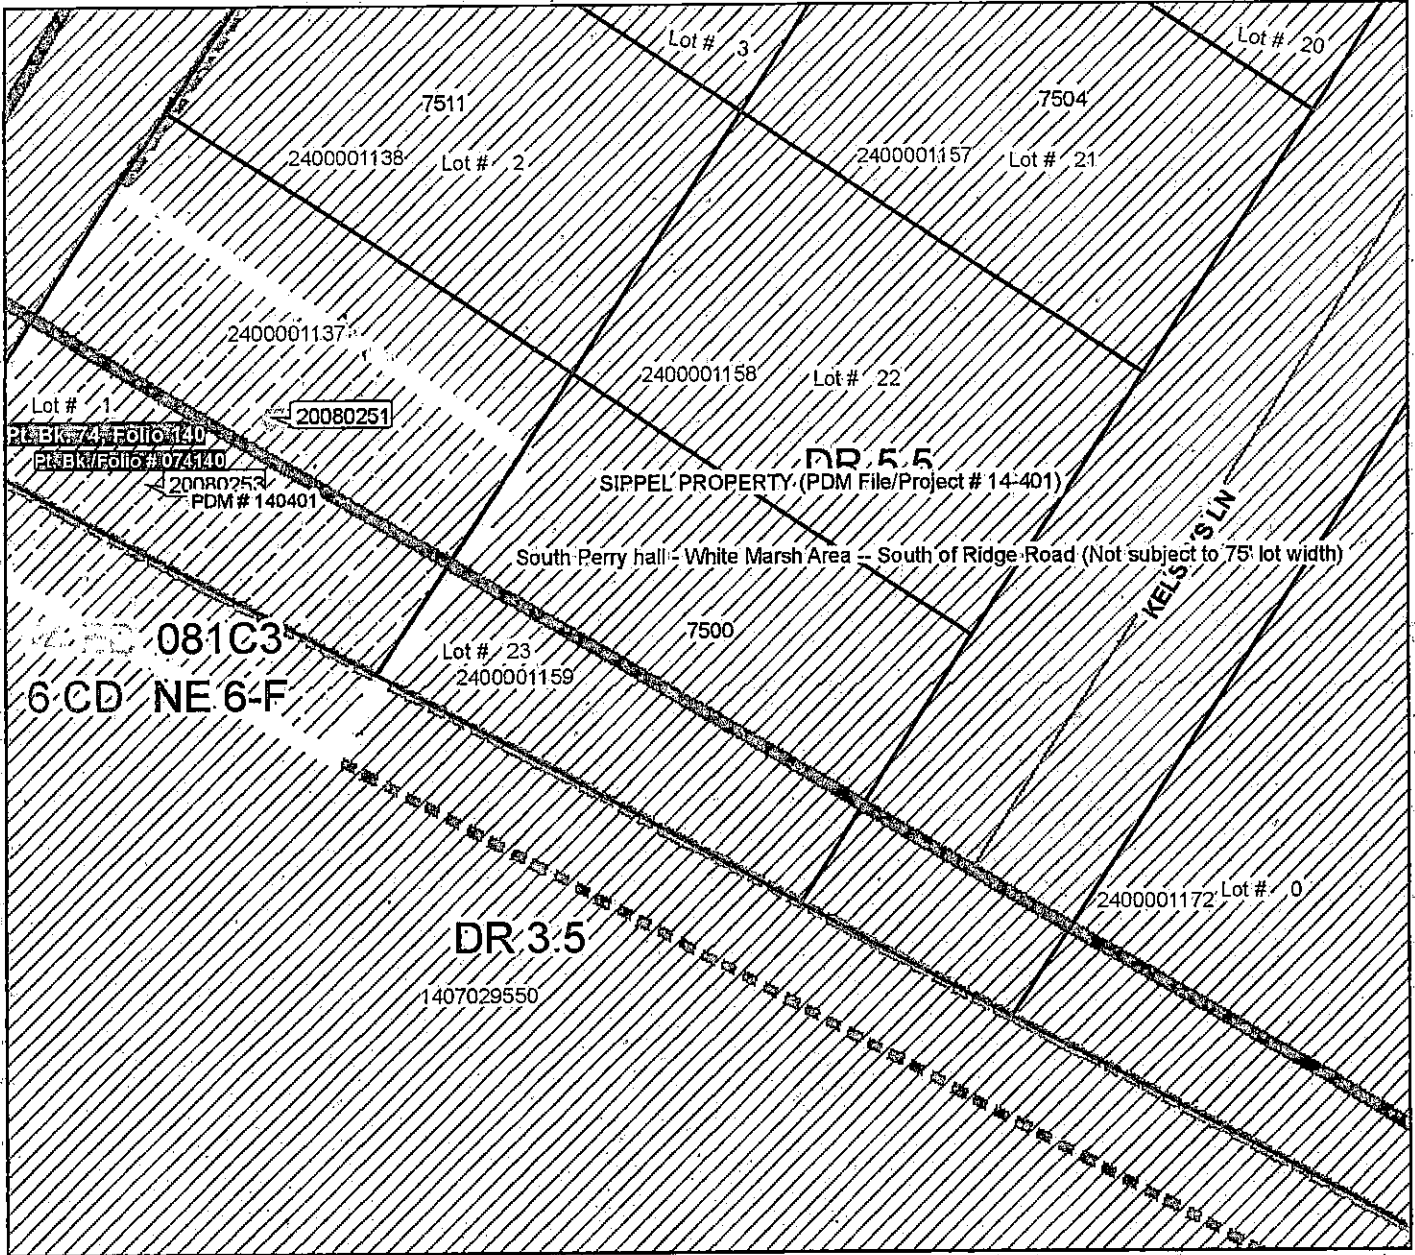 Lot # 3
Lot # 20
7511
7504
2400001138 Lot # 2
2400001157 Lot # 21
2400001137
2400001158 Lot # 22
Lot # 1
20080251
Pt. Bk. 74, Folio 140
Pt. Bk./Folio # 074140
20080253
PDM # 140401
DR 5.5
SIPPEL PROPERTY (PDM File/Project # 14-401)
South Perry hall - White Marsh Area -- South of Ridge Road (Not subject to 75' lot width)
LN
7500
081C3
Lot # 23
2400001159
6 CD NE 6-F
2400001172 Lot # 0
DR 3.5
1407029550